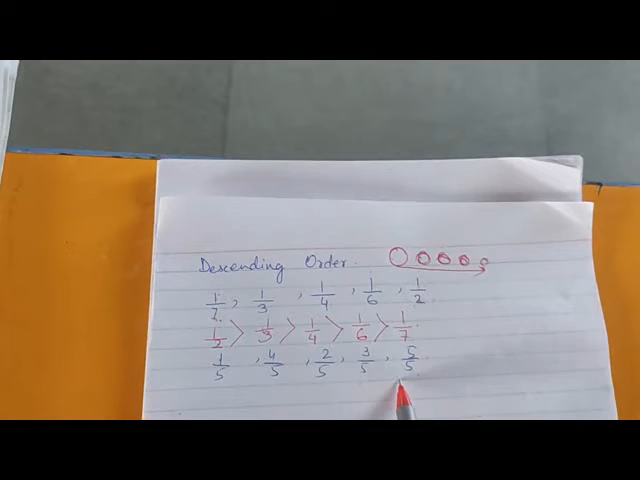 Descending Order.
1/7, 1/3, 1/4, 1/6, 1/2
1/2 > 1/3 > 1/4 > 1/6 > 1/7
1/5, 4/5, 2/5, 3/5, 5/5